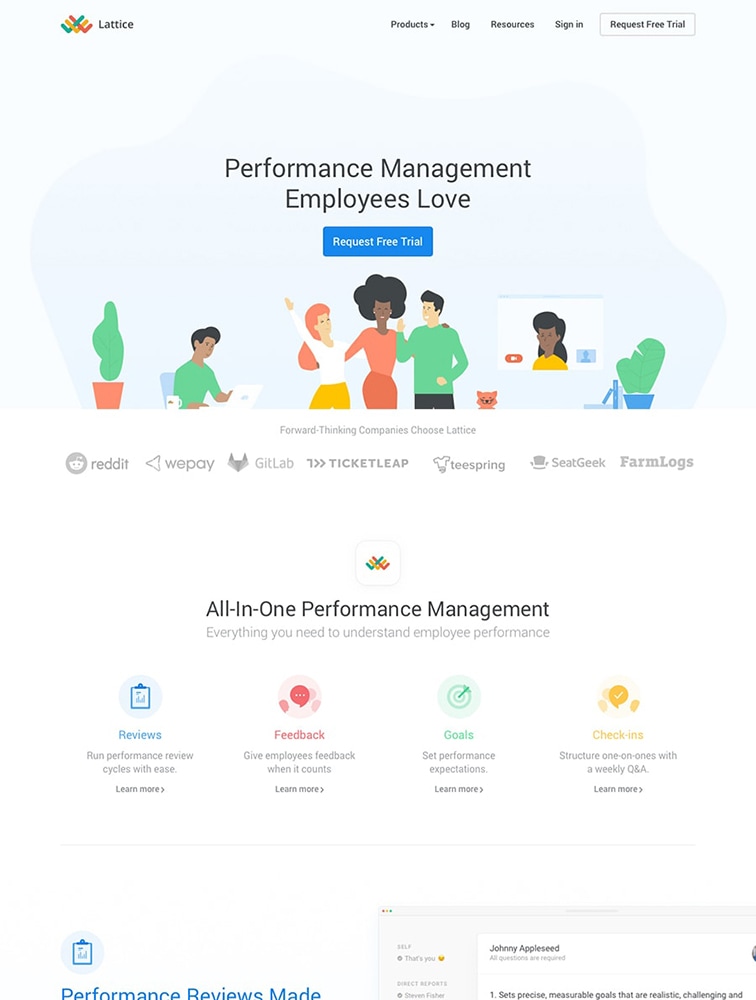 Lattice
Products Blog Resources Sign in Request Free Trial
Performance Management
Employees Love
Request Free Trial
Forward-Thinking Companies Choose Lattice
reddit wepay GitLab TICKETLEAP teespring SeatGeek FarmLogs
All-In-One Performance Management
Everything you need to understand employee performance
Reviews
Run performance review
cycles with ease.
Learn more
Feedback
Give employees feedback
when it counts
Learn more
Goals
Set performance
expectations.
Learn more
Check-ins
Structure one-on-ones with
a weekly Q&A.
Learn more
Performance Reviews Made
SELF
That's you
DIRECT REPORTS
Steven Fisher
Johnny Appleseed
All questions are required
1. Sets precise, measurable goals that are realistic, challenging and